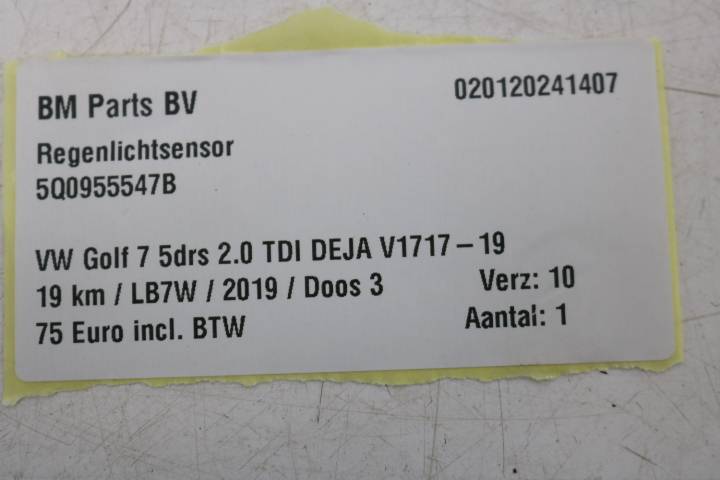 BM Parts BV 020120241407
Regenlichtsensor
5Q0955547B
VW Golf 7 5drs 2.0 TDI DEJA V1717-19
19 km / LB7W / 2019 / Doos 3 Verz: 10
75 Euro incl. BTW Aantal: 1